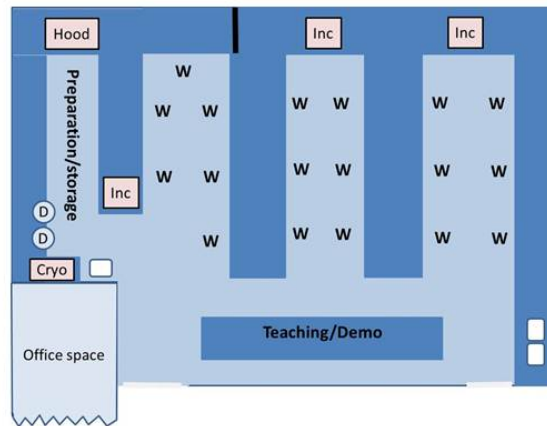 Hood
Inc
Inc
Preparation/storage
W
W W
W W
W
W W
W W
W W
W W
W W
W W
Inc
D
D
Cryo
Teaching/Demo
Office space